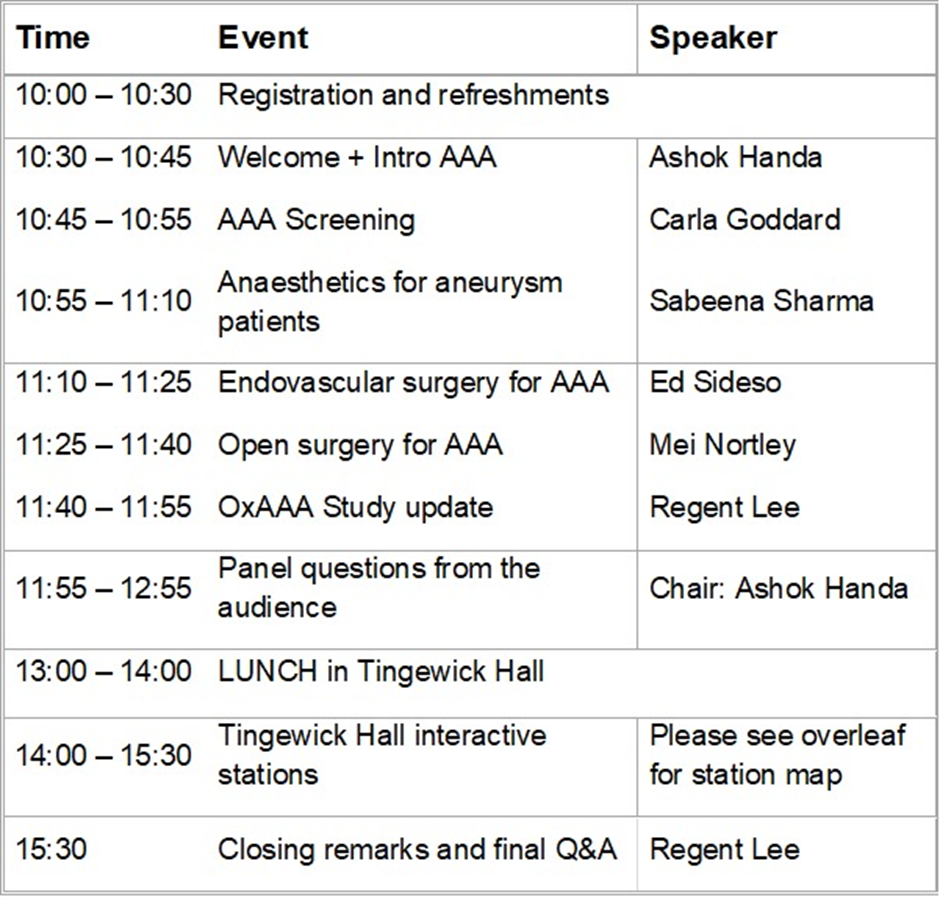 Time Event Speaker
10:00 – 10:30 Registration and refreshments
10:30 – 10:45 Welcome + Intro AAA Ashok Handa
10:45 – 10:55 AAA Screening Carla Goddard
10:55 – 11:10 Anaesthetics for aneurysm
patients Sabeena Sharma
11:10 – 11:25 Endovascular surgery for AAA Ed Sideso
11:25 – 11:40 Open surgery for AAA Mei Nortley
11:40 – 11:55 OxAAA Study update Regent Lee
11:55 – 12:55 Panel questions from the
audience Chair: Ashok Handa
13:00 – 14:00 LUNCH in Tingewick Hall
14:00 – 15:30 Tingewick Hall interactive
stations Please see overleaf
for station map
15:30 Closing remarks and final Q&A Regent Lee